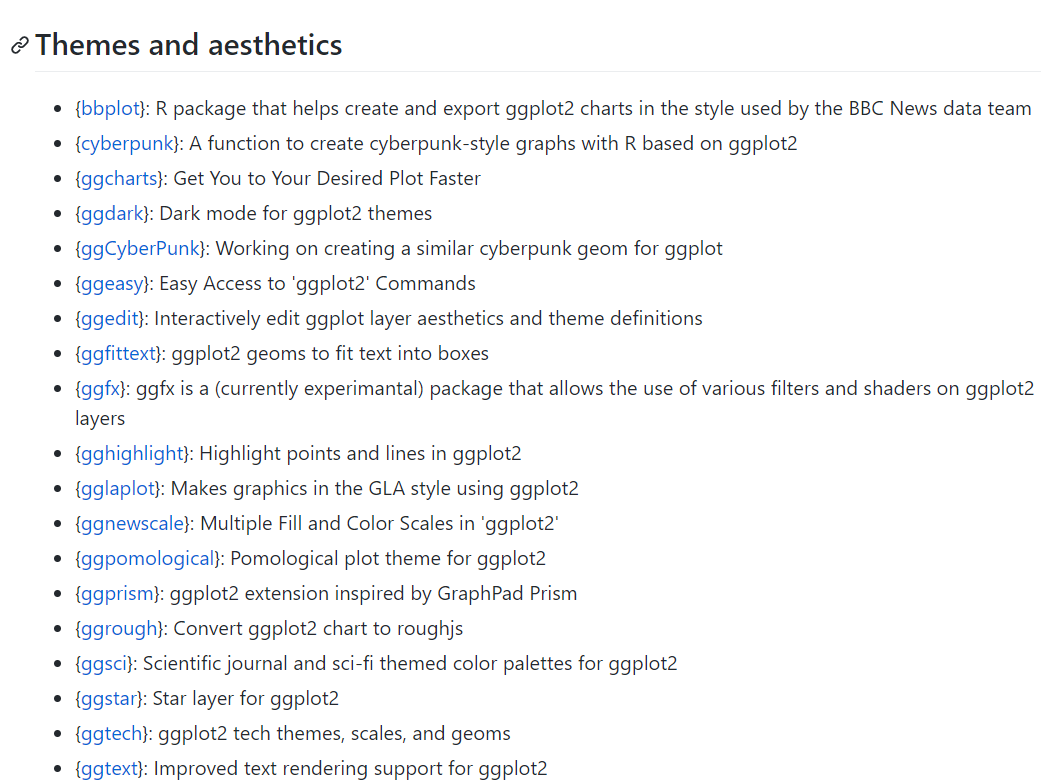 Themes and aesthetics
{bbplot}: R package that helps create and export ggplot2 charts in the style used by the BBC News data team
{cyberpunk}: A function to create cyberpunk-style graphs with R based on ggplot2
{ggcharts}: Get You to Your Desired Plot Faster
{ggdark}: Dark mode for ggplot2 themes
{ggCyberPunk}: Working on creating a similar cyberpunk geom for ggplot
{ggeasy}: Easy Access to 'ggplot2' Commands
{ggedit}: Interactively edit ggplot layer aesthetics and theme definitions
{ggfittext}: ggplot2 geoms to fit text into boxes
{ggfx}: ggfx is a (currently experimantal) package that allows the use of various filters and shaders on ggplot2
layers
{gghighlight}: Highlight points and lines in ggplot2
{gglaplot}: Makes graphics in the GLA style using ggplot2
{ggnewscale}: Multiple Fill and Color Scales in 'ggplot2'
{ggpomological}: Pomological plot theme for ggplot2
{ggprism}: ggplot2 extension inspired by GraphPad Prism
{ggrough}: Convert ggplot2 chart to roughjs
{ggsci}: Scientific journal and sci-fi themed color palettes for ggplot2
{ggstar}: Star layer for ggplot2
{ggtech}: ggplot2 tech themes, scales, and geoms
{ggtext}: Improved text rendering support for ggplot2